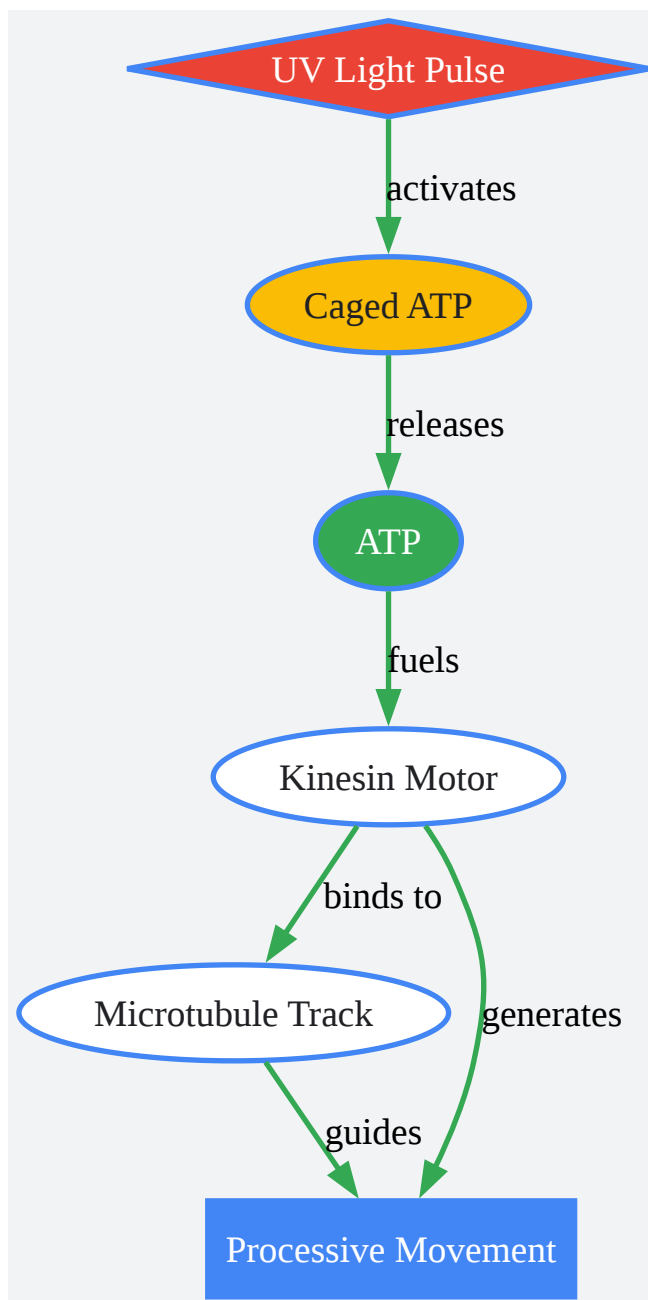 UV Light Pulse
activates
Caged ATP
releases
ATP
fuels
Kinesin Motor
binds to
Microtubule Track
generates
guides
Processive Movement